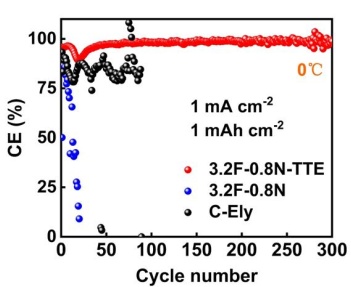 100
75
50
25
0
CE (%)
0℃
1 mA cm⁻²
1 mAh cm⁻²
3.2F-0.8N-TTE
3.2F-0.8N
C-Ely
0 50 100 150 200 250 300
Cycle number